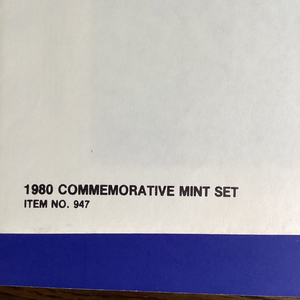 1980 COMMEMORATIVE MINT SET
ITEM NO. 947